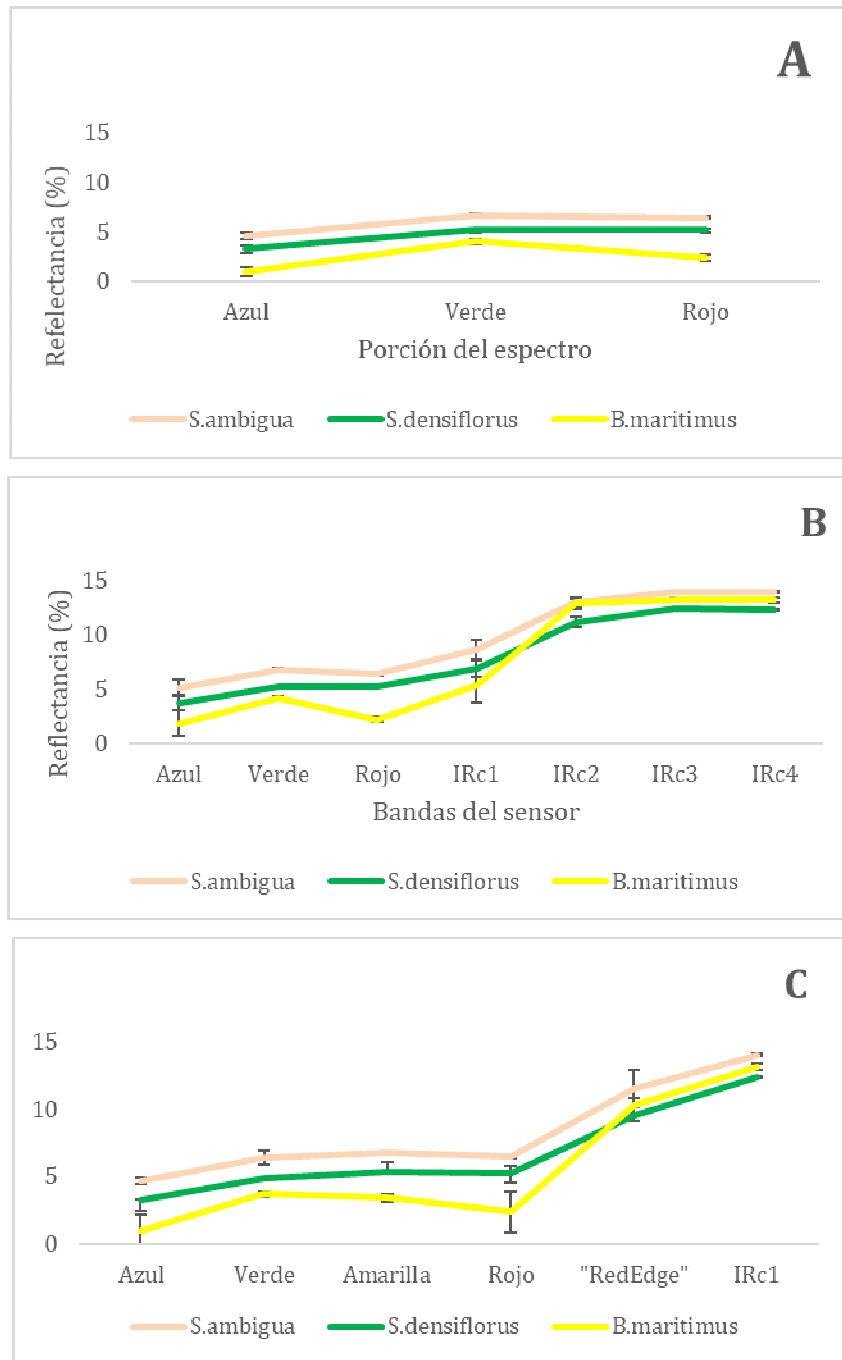 A
15
10
5
0
Refelectancia (%)
Azul Verde Rojo
Porción del espectro
S.ambigua S.densiflorus B.maritimus
B
15
10
5
0
Reflectancia (%)
Azul Verde Rojo IRc1 IRc2 IRc3 IRc4
Bandas del sensor
S.ambigua S.densiflorus B.maritimus
C
15
10
5
0
Azul Verde Amarilla Rojo "RedEdge" IRc1
S.ambigua S.densiflorus B.maritimus